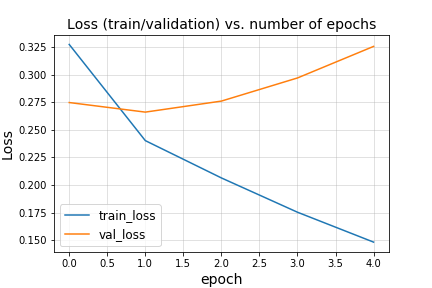 Loss (train/validation) vs. number of epochs
Loss
0.325
0.300
0.275
0.250
0.225
0.200
0.175
0.150
train_loss
val_loss
0.0 0.5 1.0 1.5 2.0 2.5 3.0 3.5 4.0
epoch